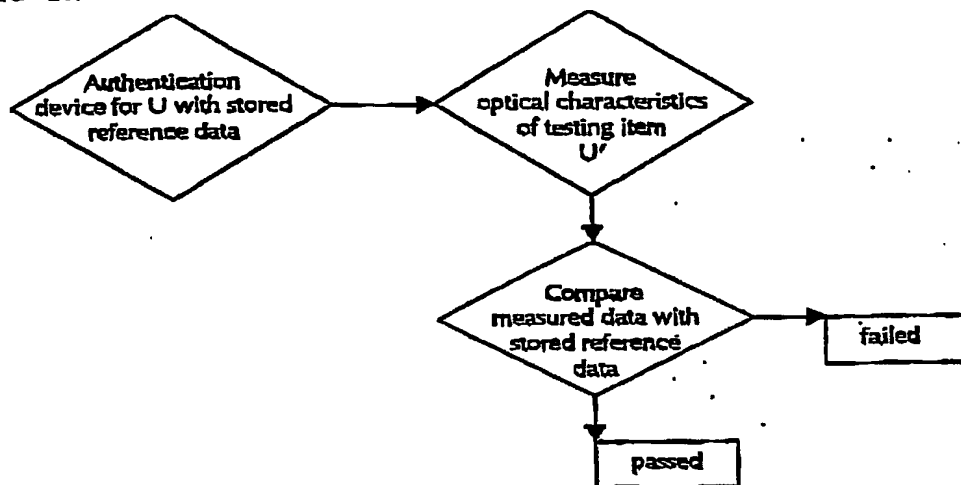 Authentication
device for U with stored
reference data
Measure
optical characteristics
of testing item
U'
Compare
measured data with
stored reference
data
failed
passed